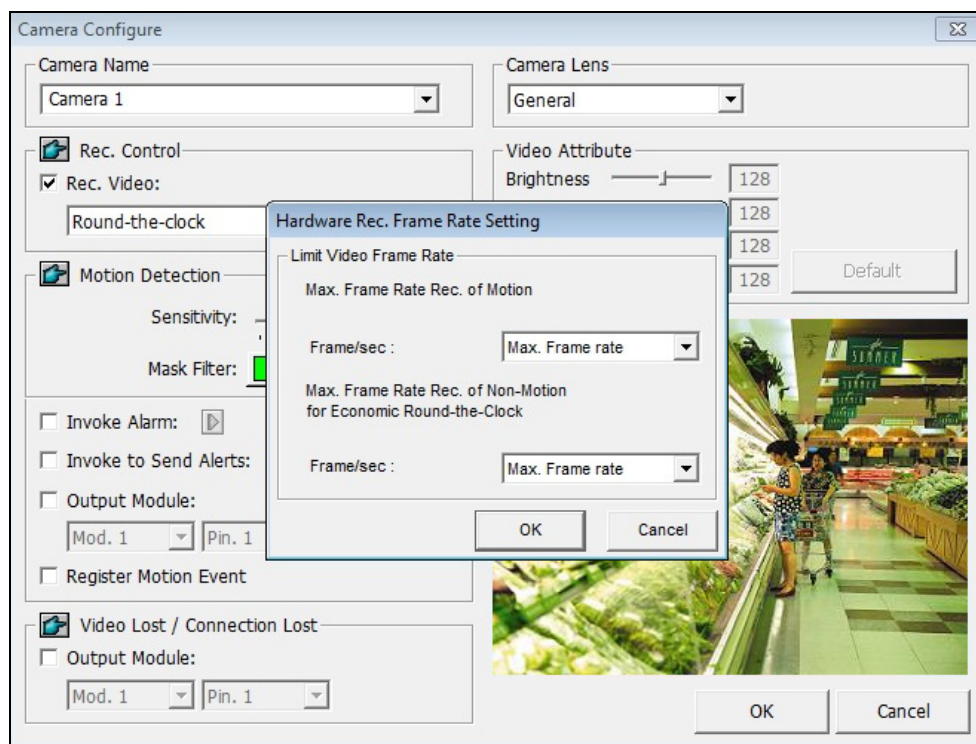 Camera Configure
Camera Name
Camera 1
Camera Lens
General
Rec. Control
Rec. Video:
Round-the-clock
Video Attribute
Brightness 128
128
128
128
Default
Motion Detection
Sensitivity:
Mask Filter:
Invoke Alarm:
Invoke to Send Alerts:
Output Module:
Mod. 1 Pin. 1
Register Motion Event
Video Lost / Connection Lost
Output Module:
Mod. 1 Pin. 1
Hardware Rec. Frame Rate Setting
Limit Video Frame Rate
Max. Frame Rate Rec. of Motion
Frame/sec : Max. Frame rate
Max. Frame Rate Rec. of Non-Motion
for Economic Round-the-Clock
Frame/sec : Max. Frame rate
OK Cancel
SUMMER
SUMMER
SUMMER
OK Cancel